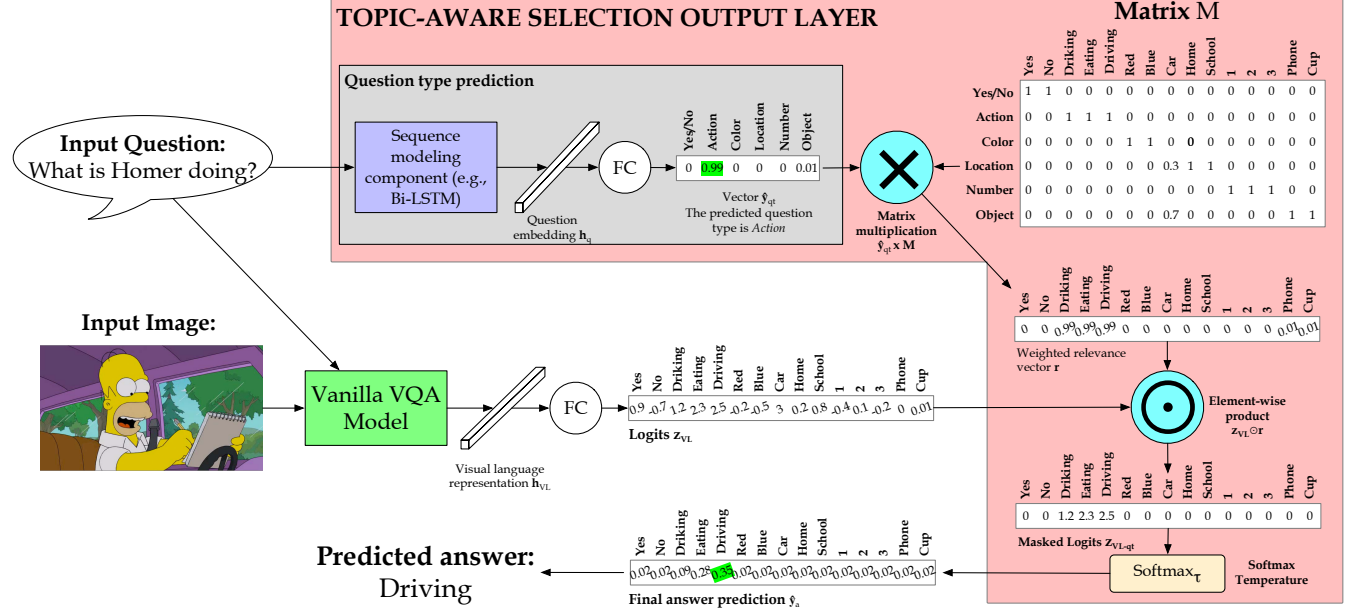 TOPIC-AWARE SELECTION OUTPUT LAYER
Matrix M
Question type prediction
Input Question:
What is Homer doing?
Sequence
modeling
component (e.g.,
Bi-LSTM)
Question
embedding h_q
FC
Yes/No Action Color Location Number Object
0 0.99 0 0 0 0.01
Vector ŷ_qt
The predicted question
type is Action
Matrix
multiplication
ŷ_qt x M
Yes No Driking Eating Driving Red Blue Car Home School 1 2 3 Phone Cup
Yes/No 1 1 0 0 0 0 0 0 0 0 0 0 0 0 0
Action 0 0 1 1 1 0 0 0 0 0 0 0 0 0 0
Color 0 0 0 0 0 1 1 0 0 0 0 0 0 0 0
Location 0 0 0 0 0 0 0 0.3 1 1 0 0 0 0 0
Number 0 0 0 0 0 0 0 0 0 0 1 1 1 0 0
Object 0 0 0 0 0 0 0 0.7 0 0 0 0 0 1 1
Yes No Driking Eating Driving Red Blue Car Home School 1 2 3 Phone Cup
0 0 0.99 0.99 0.99 0 0 0 0 0 0 0 0 0.01 0.01
Weighted relevance
vector r
Input Image:
Vanilla VQA
Model
Visual language
representation h_VL
FC
Yes No Driking Eating Driving Red Blue Car Home School 1 2 3 Phone Cup
0.9 -0.7 1.2 2.3 2.5 -0.2 -0.5 3 0.2 0.8 -0.4 0.1 -0.2 0 0.01
Logits z_VL
Element-wise
product
z_VL⊙r
Yes No Driking Eating Driving Red Blue Car Home School 1 2 3 Phone Cup
0 0 1.2 2.3 2.5 0 0 0 0 0 0 0 0 0 0
Masked Logits z_VL-qt
Softmax_τ
Softmax
Temperature
Yes No Driking Eating Driving Red Blue Car Home School 1 2 3 Phone Cup
0.02 0.02 0.09 0.28 0.35 0.02 0.02 0.02 0.02 0.02 0.02 0.02 0.02 0.02 0.02
Final answer prediction ŷ_a
Predicted answer:
Driving